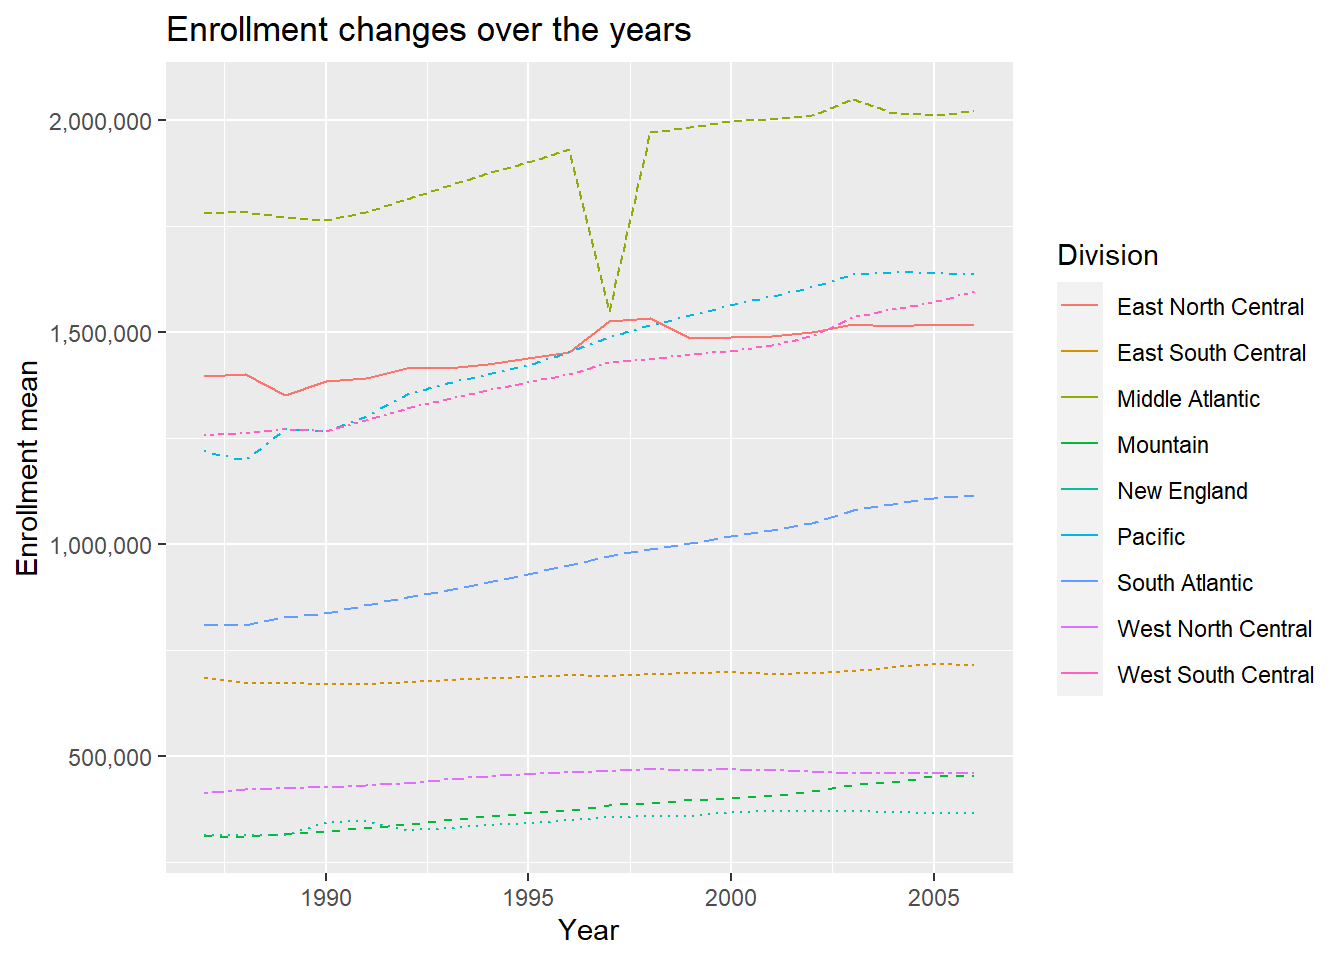 Enrollment changes over the years
Enrollment mean
2,000,000
1,500,000
1,000,000
500,000
1990
1995
2000
2005
Year
Division
East North Central
East South Central
Middle Atlantic
Mountain
New England
Pacific
South Atlantic
West North Central
West South Central